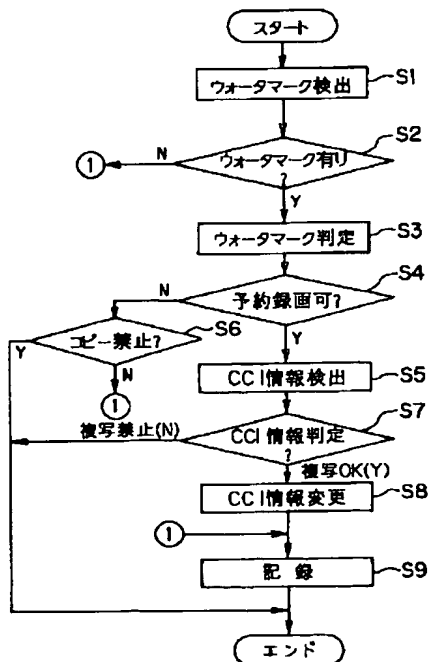 スタート
ウォータマーク検出
S1
ウォータマーク有り
?
S2
N
①
Y
ウォータマーク判定
S3
予約録画可?
S4
N
Y
コピー禁止?
S6
Y
N
①
CCI情報検出
S5
CCI情報判定
?
S7
複写禁止(N)
複写OK(Y)
CCI情報変更
S8
①
記録
S9
エンド